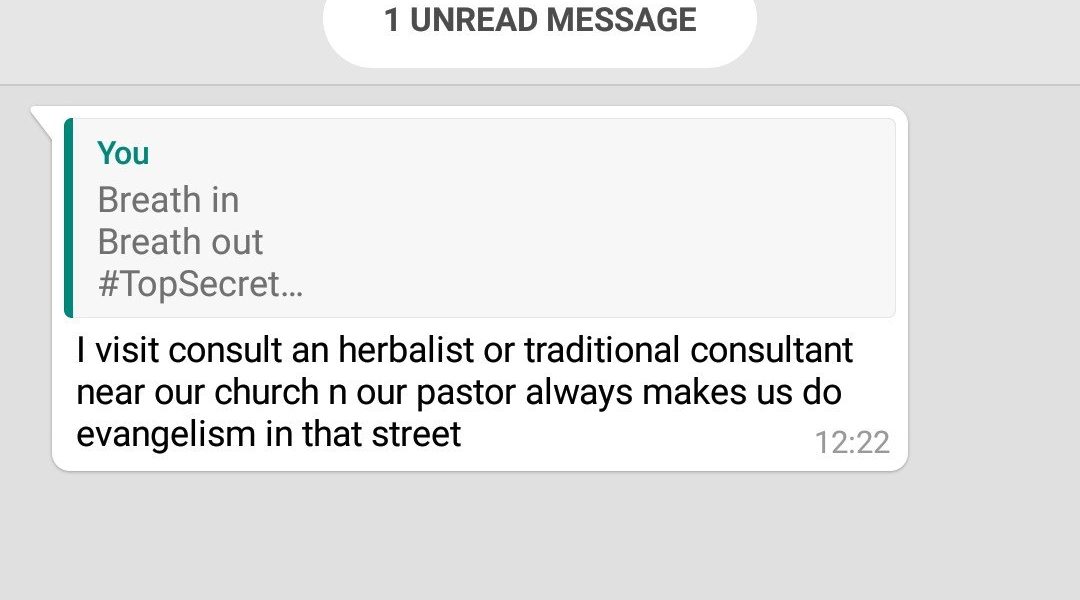 1 UNREAD MESSAGE
You
Breath in
Breath out
#TopSecret...
I visit consult an herbalist or traditional consultant
near our church n our pastor always makes us do
evangelism in that street
12:22